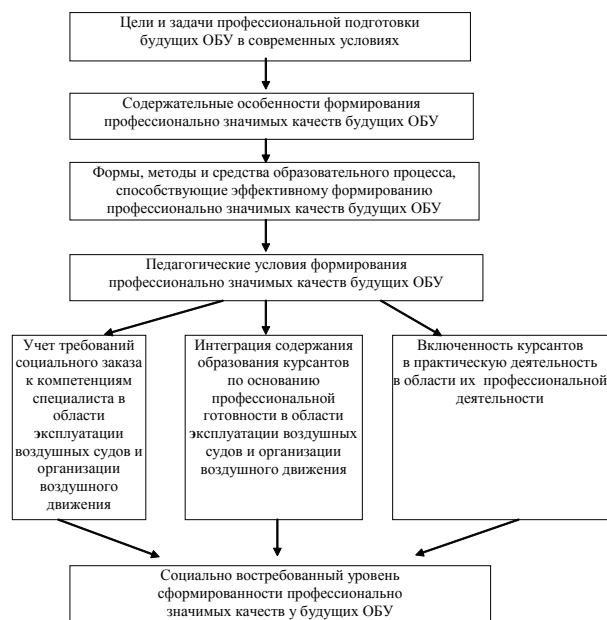 Цели и задачи профессиональной подготовки
будущих ОБУ в современных условиях
Содержательные особенности формирования
профессионально значимых качеств будущих ОБУ
Формы, методы и средства образовательного процесса,
способствующие эффективному формированию
профессионально значимых качеств будущих ОБУ
Педагогические условия формирования
профессионально значимых качеств будущих ОБУ
Учет требований
социального заказа
к компетенциям
специалиста в
области
эксплуатации
воздушных судов и
организации
воздушного
движения
Интеграция содержания
образования курсантов
по основанию
профессиональной
готовности в области
эксплуатации воздушных
судов и организации
воздушного движения
Включенность курсантов
в практическую деятельность
в области их профессиональной
деятельности
Социально востребованный уровень
сформированности профессионально
значимых качеств у будущих ОБУ